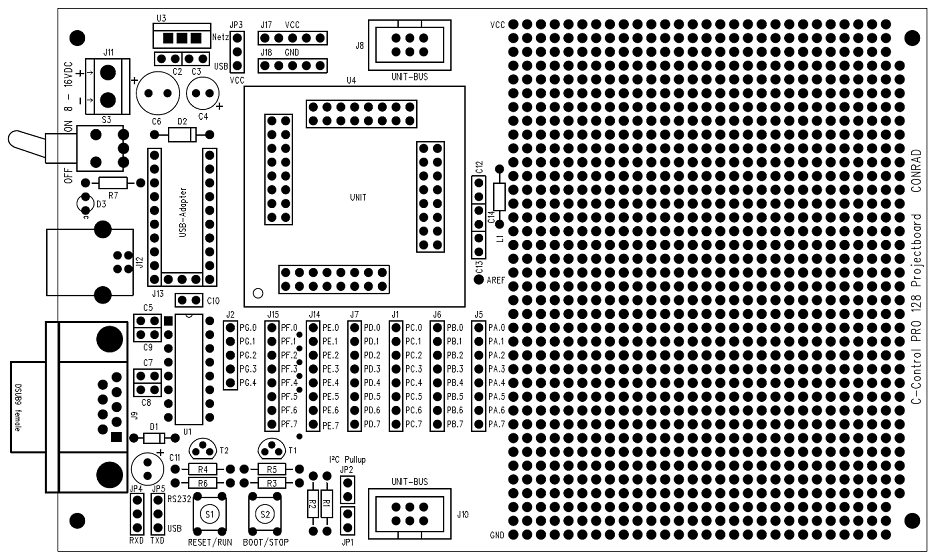 U3
Netz
JP3
USB
VCC
J17
VCC
J18
GND
J8
UNIT-BUS
VCC
J11
8 - 16VDC
+
-
C2
C3
+
C6
C4
+
S3
ON
OFF
D2
U4
UNIT
R7
D3
C
USB-Adapter
J13
J12
C12
C14
C13
L1
AREF
C10
C5
C9
C7
C8
U1
J2
PG.0
PG.1
PG.2
PG.3
PG.4
J15
PF.0
PF.1
PF.2
PF.3
PF.4
PF.5
PF.6
PF.7
J14
PE.0
PE.1
PE.2
PE.3
PE.4
PE.5
PE.6
PE.7
J7
PD.0
PD.1
PD.2
PD.3
PD.4
PD.5
PD.6
PD.7
J1
PC.0
PC.1
PC.2
PC.3
PC.4
PC.5
PC.6
PC.7
J6
PB.0
PB.1
PB.2
PB.3
PB.4
PB.5
PB.6
PB.7
J5
PA.0
PA.1
PA.2
PA.3
PA.4
PA.5
PA.6
PA.7
DSUB9 female
J9
D1
C11
+
T2
T1
R4
R6
R5
R3
I²C Pullup
JP2
JP1
R2
R1
JP4
JP5
RS232
USB
RXD
TXD
S1
RESET/RUN
S2
BOOT/STOP
UNIT-BUS
J10
GND
C-Control PRO 128 Projectboard CONRAD